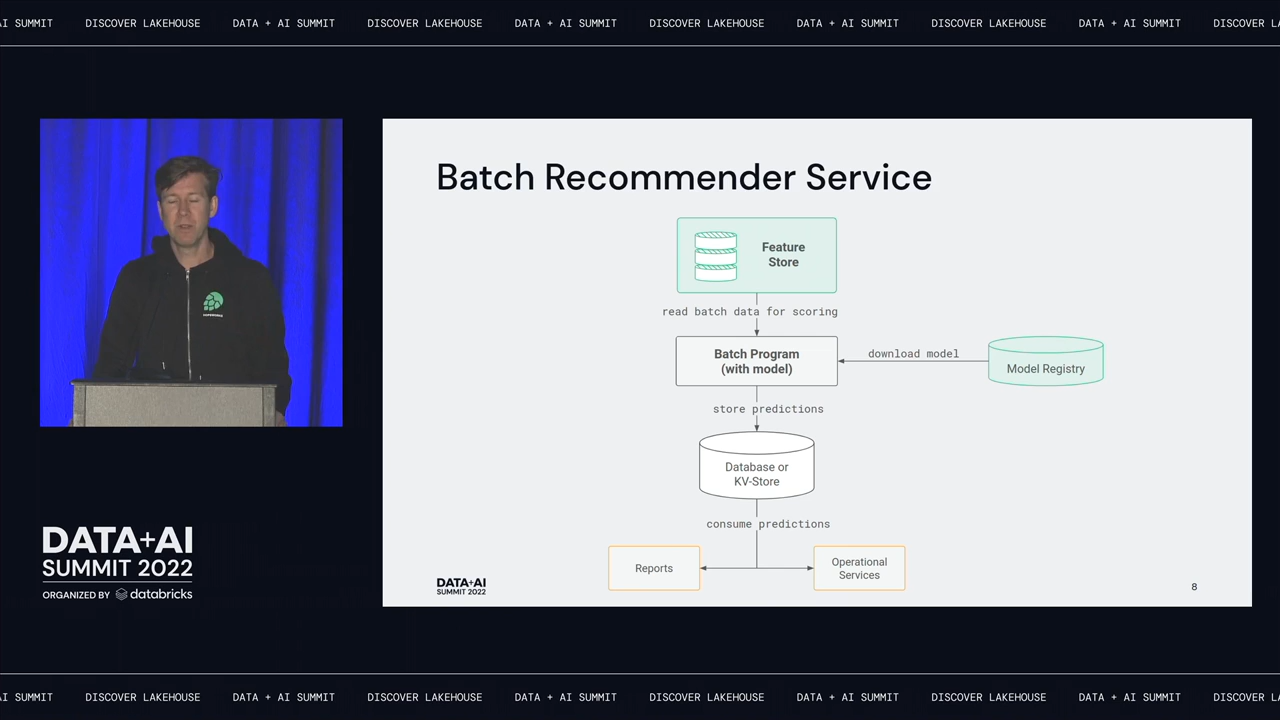 AI SUMMIT DISCOVER LAKEHOUSE DATA + AI SUMMIT DISCOVER LAKEHOUSE DATA + AI SUMMIT DISCOVER LAKEHOUSE DATA + AI SUMMIT DISCOVER LAKEHOUSE DATA + AI SUMMIT DISCOVER LA
Batch Recommender Service
Feature
Store
read batch data for scoring
Batch Program
(with model)
download model
Model Registry
store predictions
Database or
KV-Store
consume predictions
Reports
Operational
Services
DATA+AI
SUMMIT 2022
8
HOPSWORKS
DATA+AI
SUMMIT 2022
ORGANIZED BY databricks
AI SUMMIT DISCOVER LAKEHOUSE DATA + AI SUMMIT DISCOVER LAKEHOUSE DATA + AI SUMMIT DISCOVER LAKEHOUSE DATA + AI SUMMIT DISCOVER LAKEHOUSE DATA + AI SUMMIT DISCOVER LA